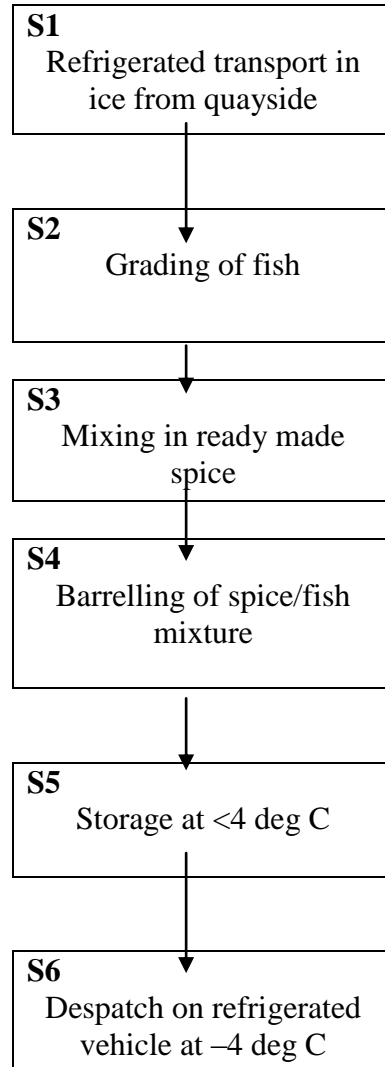 S1
Refrigerated transport in
ice from quayside
S2
Grading of fish
S3
Mixing in ready made
spice
S4
Barrelling of spice/fish
mixture
S5
Storage at <4 deg C
S6
Despatch on refrigerated
vehicle at –4 deg C